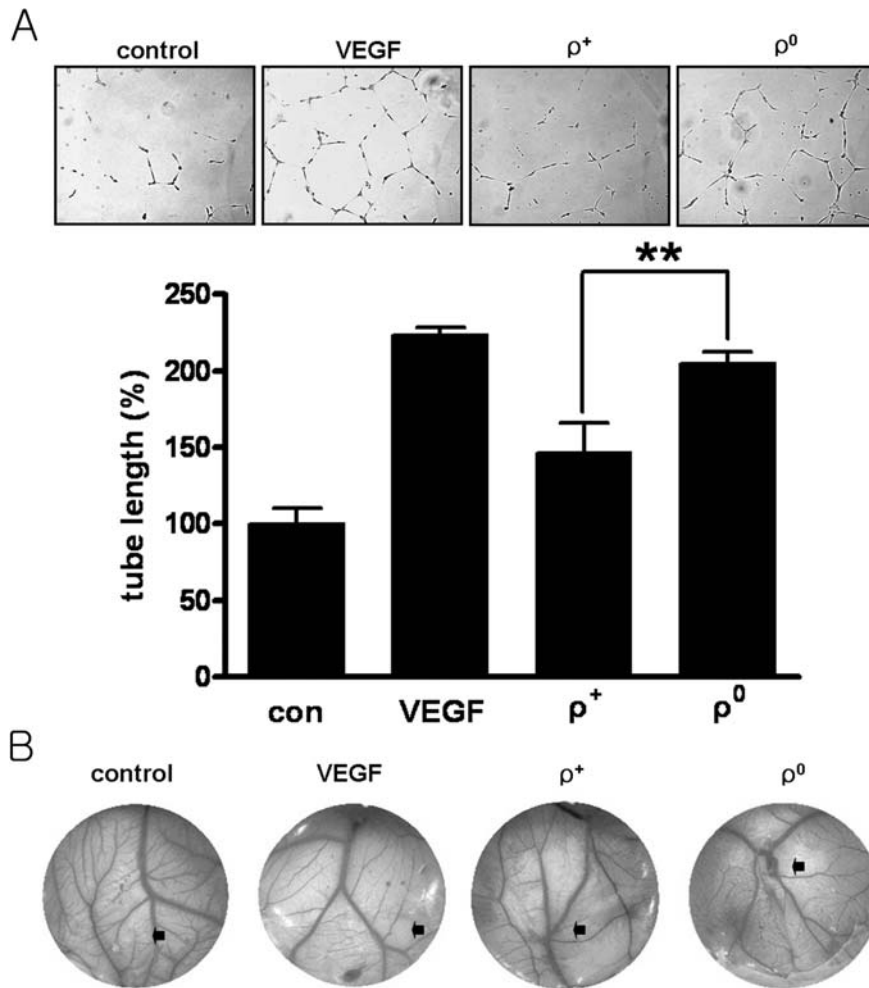 A
control VEGF ρ⁺ ρ⁰
**
250
200
150
100
50
0
tube length (%)
con VEGF ρ⁺ ρ⁰
B
control VEGF ρ⁺ ρ⁰